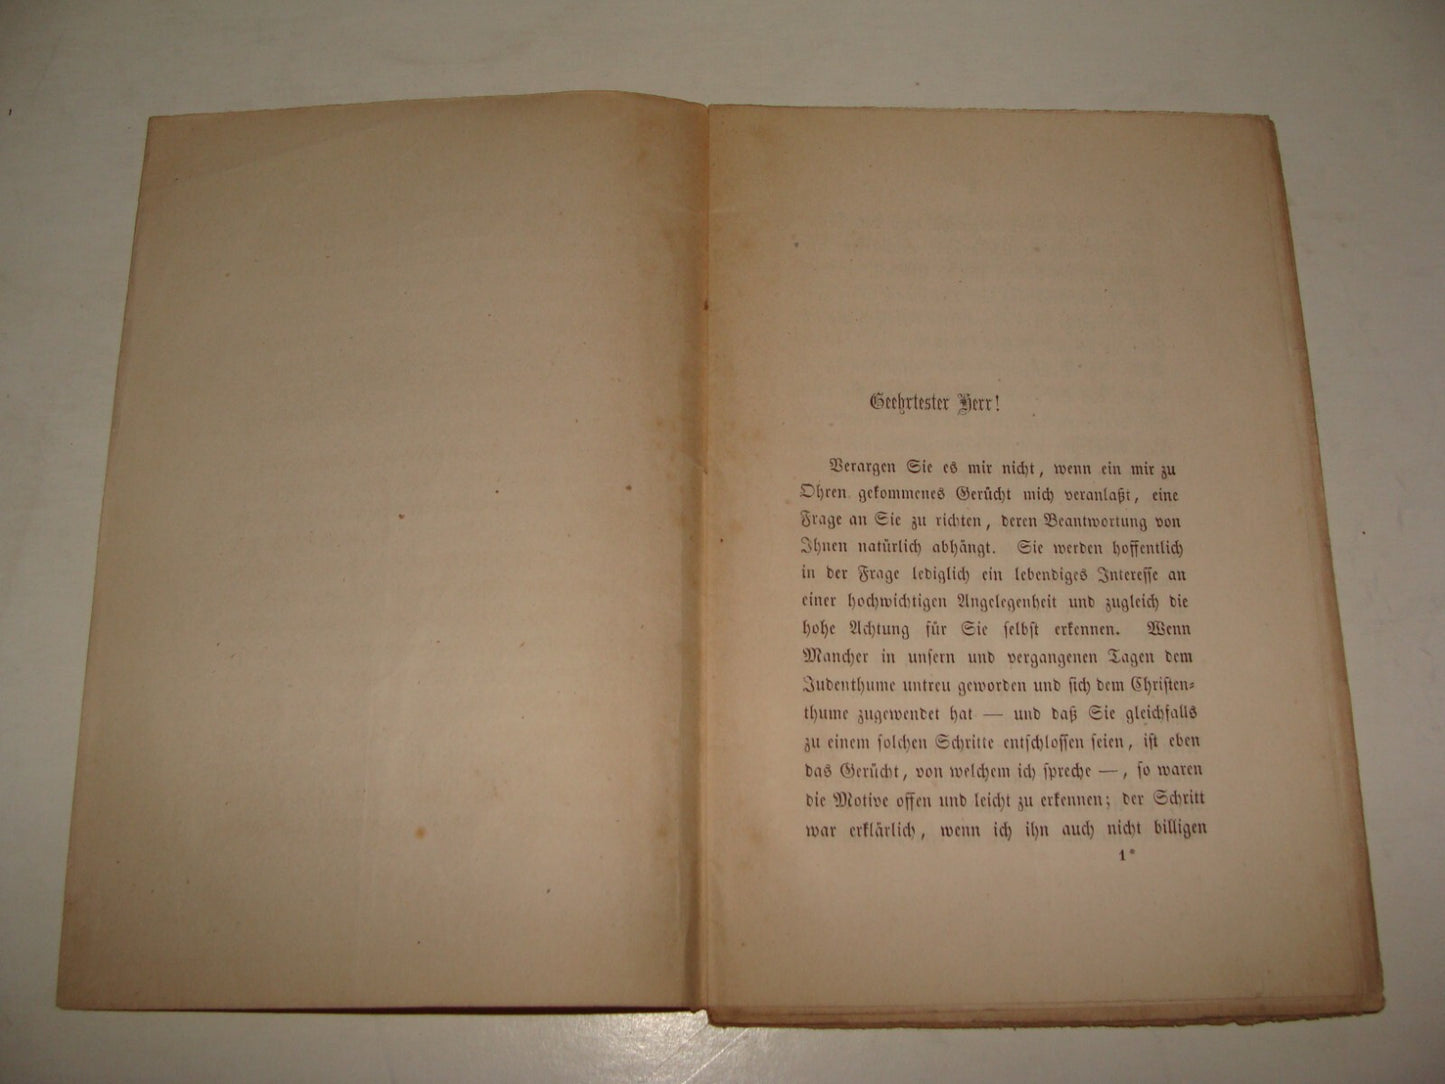 Geehrtester Herr!
Verargen Sie es mir nicht, wenn ein mir zu
Ohren gekommenes Gerücht mich veranlaßt, eine
Frage an Sie zu richten, deren Beantwortung von
Ihnen natürlich abhängt. Sie werden hoffentlich
in der Frage lediglich ein lebendiges Interesse an
einer hochwichtigen Angelegenheit und zugleich die
hohe Achtung für Sie selbst erkennen. Wenn
Mancher in unsern und vergangenen Tagen dem
Judenthume untreu geworden und sich dem Christen-
thume zugewendet hat — und daß Sie gleichfalls
zu einem solchen Schritte entschlossen seien, ist eben
das Gerücht, von welchem ich spreche —, so waren
die Motive offen und leicht zu erkennen; der Schritt
war erklärlich, wenn ich ihn auch nicht billigen
1*